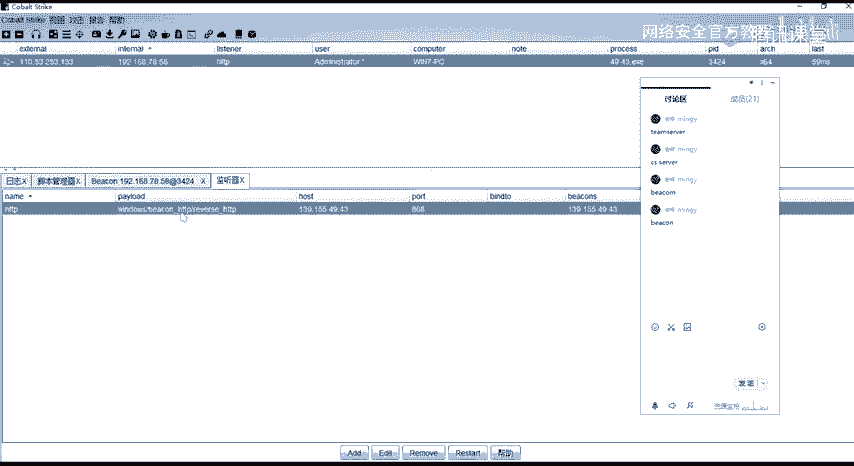 Cobalt Strike
Cobalt Strike 视图 攻击 报告 帮助
网络安全官方教
腾讯课堂
external internal listener user computer note process pid arch last
110.53.253.133 192.168.78.58 http Administrator * WIN7-PC 49-43.exe 3424 x64 59ms
讨论区 成员(21)
mingy
teamserver
mingy
cs server
mingy
beacom
mingy
beacon
日志X 脚本管理器X Beacon 192.168.78.58@3424 X 监听器X
name payload host port bindto beacons
http windows/beacon_http/reverse_http 139.155.49.43 808 139.155.49.43
发送
Add Edit Remove Restart 帮助